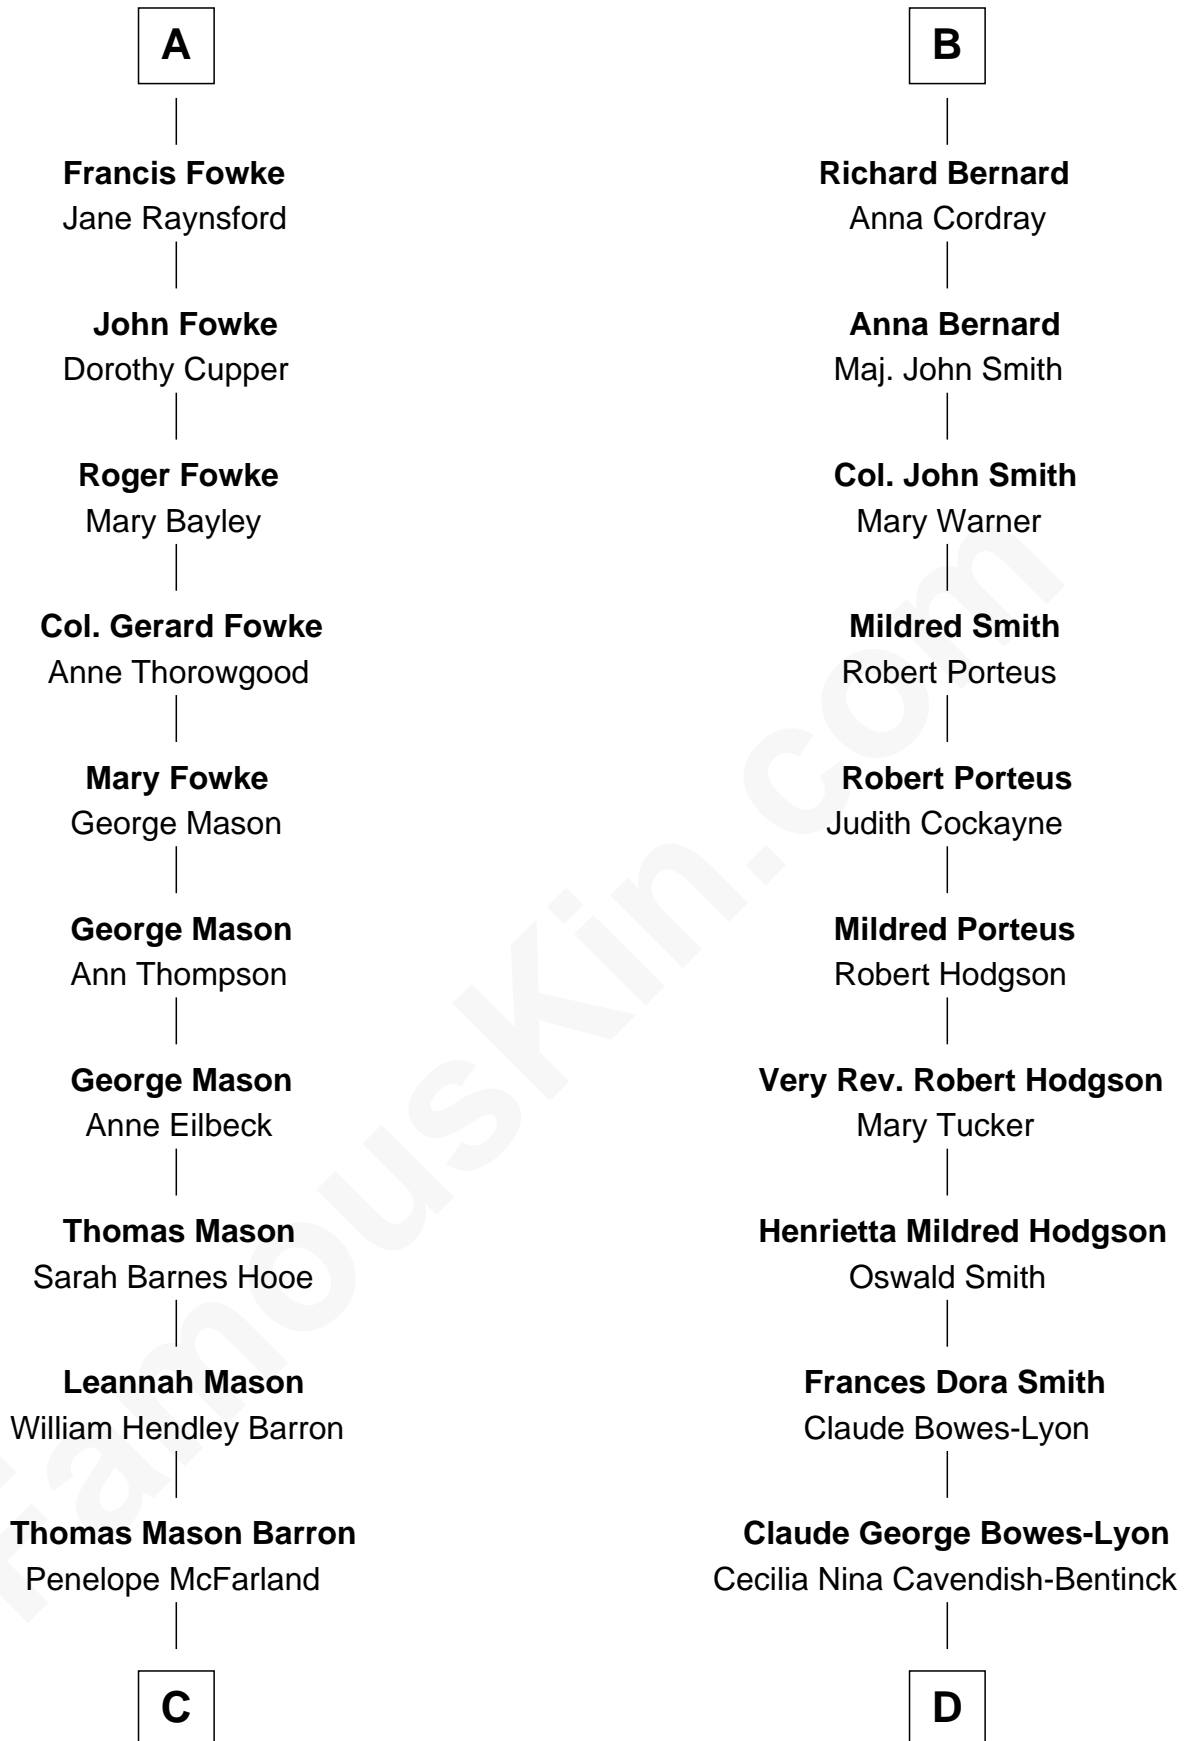 A
Francis Fowke
Jane Raynsford
John Fowke
Dorothy Cupper
Roger Fowke
Mary Bayley
Col. Gerard Fowke
Anne Thorowgood
Mary Fowke
George Mason
George Mason
Ann Thompson
George Mason
Anne Eilbeck
Thomas Mason
Sarah Barnes Hooe
Leannah Mason
William Hendley Barron
Thomas Mason Barron
Penelope McFarland
C
B
Richard Bernard
Anna Cordray
Anna Bernard
Maj. John Smith
Col. John Smith
Mary Warner
Mildred Smith
Robert Porteus
Robert Porteus
Judith Cockayne
Mildred Porteus
Robert Hodgson
Very Rev. Robert Hodgson
Mary Tucker
Henrietta Mildred Hodgson
Oswald Smith
Frances Dora Smith
Claude Bowes-Lyon
Claude George Bowes-Lyon
Cecilia Nina Cavendish-Bentinck
D
FamousKin.com